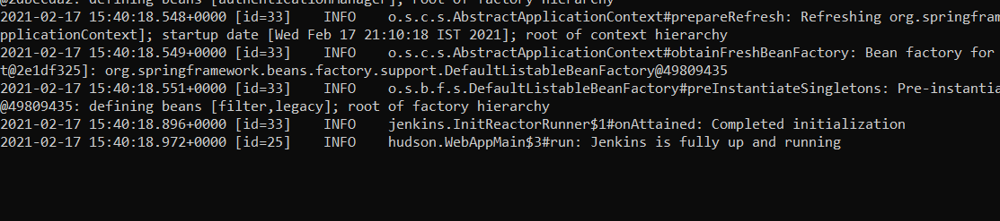 @2dbecda2: defining beans [authenticationManager]; root of factory hierarchy
2021-02-17 15:40:18.548+0000 [id=33] INFO o.s.c.s.AbstractApplicationContext#prepareRefresh: Refreshing org.springfram
pplicationContext]; startup date [Wed Feb 17 21:10:18 IST 2021]; root of context hierarchy
2021-02-17 15:40:18.549+0000 [id=33] INFO o.s.c.s.AbstractApplicationContext#obtainFreshBeanFactory: Bean factory for
t@2e1df325]: org.springframework.beans.factory.support.DefaultListableBeanFactory@49809435
2021-02-17 15:40:18.551+0000 [id=33] INFO o.s.b.f.s.DefaultListableBeanFactory#preInstantiateSingletons: Pre-instantia
@49809435: defining beans [filter,legacy]; root of factory hierarchy
2021-02-17 15:40:18.896+0000 [id=33] INFO jenkins.InitReactorRunner$1#onAttained: Completed initialization
2021-02-17 15:40:18.972+0000 [id=25] INFO hudson.WebAppMain$3#run: Jenkins is fully up and running